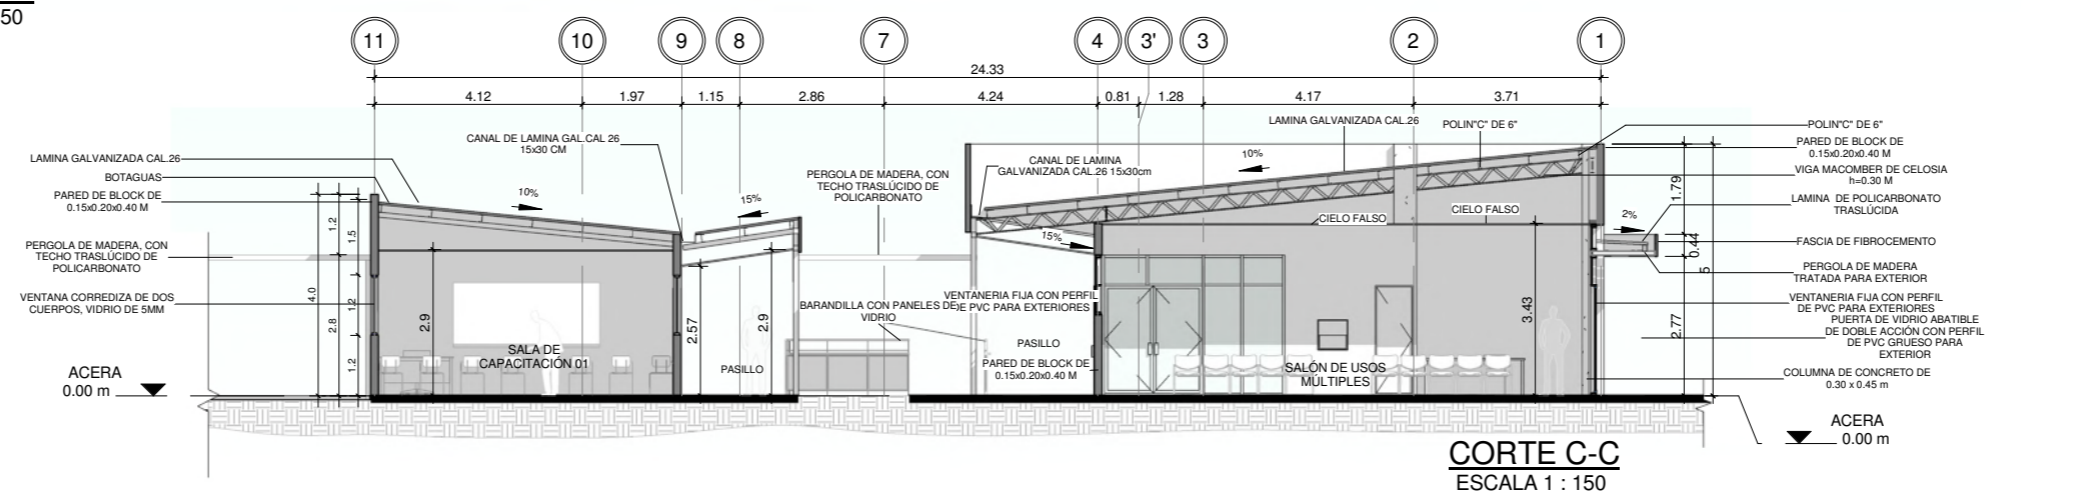 50
11
10
9
8
7
4
3'
3
2
1
24.33
4.12
1.97
1.15
2.86
4.24
0.81
1.28
4.17
3.71
LAMINA GALVANIZADA CAL.26
BOTAGUAS
PARED DE BLOCK DE
0.15x0.20x0.40 M
PERGOLA DE MADERA, CON
TECHO TRASLÚCIDO DE
POLICARBONATO
VENTANA CORREDIZA DE DOS
CUERPOS, VIDRIO DE 5MM
ACERA
0.00 m
4.0
1.2
2.8
1.5
1.2
1.2
10%
CANAL DE LAMINA GAL.CAL 26
15x30 CM
15%
2.9
SALA DE
CAPACITACIÓN 01
2.57
2.9
PASILLO
PERGOLA DE MADERA, CON
TECHO TRASLÚCIDO DE
POLICARBONATO
BARANDILLA CON PANELES DE
VIDRIO
CANAL DE LAMINA
GALVANIZADA CAL.26 15x30cm
15%
VENTANERIA FIJA CON PERFIL
DE PVC PARA EXTERIORES
PASILLO
PARED DE BLOCK DE
0.15x0.20x0.40 M
LAMINA GALVANIZADA CAL.26
10%
POLIN"C" DE 6"
CIELO FALSO
CIELO FALSO
3.43
SALÓN DE USOS
MÚLTIPLES
POLIN"C" DE 6"
PARED DE BLOCK DE
0.15x0.20x0.40 M
VIGA MACOMBER DE CELOSIA
h=0.30 M
LAMINA DE POLICARBONATO
TRASLÚCIDA
2%
1.79
0.44
5
2.77
FASCIA DE FIBROCEMENTO
PERGOLA DE MADERA
TRATADA PARA EXTERIOR
VENTANERIA FIJA CON PERFIL
DE PVC PARA EXTERIORES
PUERTA DE VIDRIO ABATIBLE
DE DOBLE ACCIÓN CON PERFIL
DE PVC GRUESO PARA
EXTERIOR
COLUMNA DE CONCRETO DE
0.30 x 0.45 m
ACERA
0.00 m
CORTE C-C
ESCALA 1 : 150